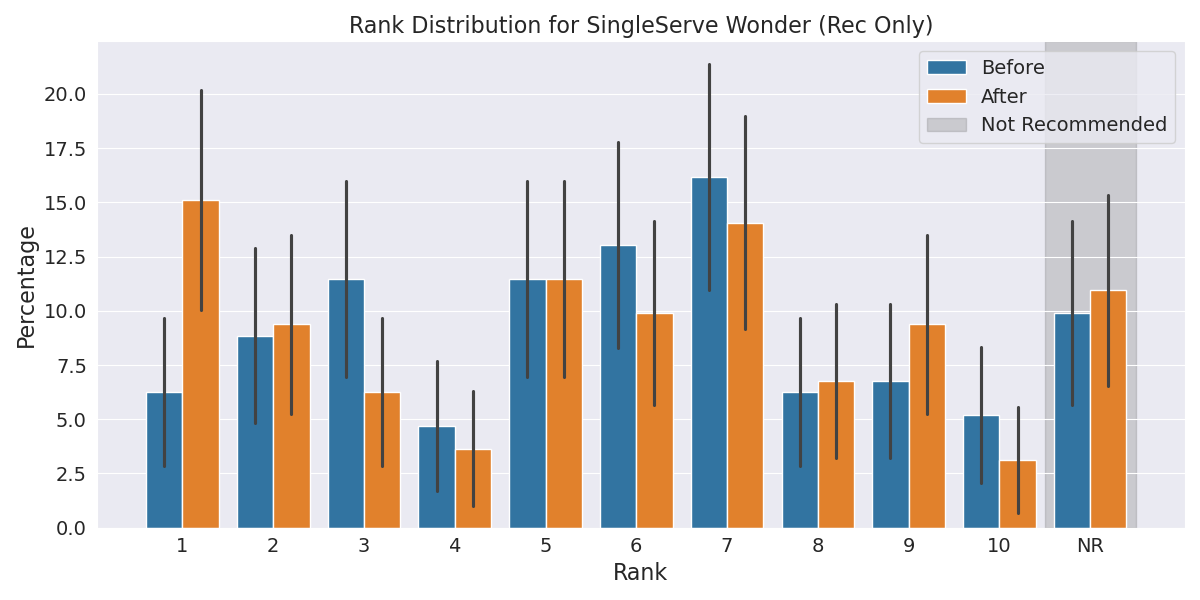 Rank Distribution for SingleServe Wonder (Rec Only)
Before
After
Not Recommended
Percentage
20.0
17.5
15.0
12.5
10.0
7.5
5.0
2.5
0.0
1 2 3 4 5 6 7 8 9 10 NR
Rank